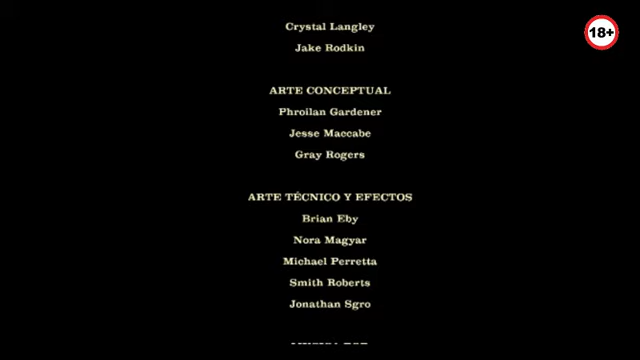 Crystal Langley
18+
Jake Rodkin
ARTE CONCEPTUAL
Phroilan Gardener
Jesse Maccabe
Gray Rogers
ARTE TÉCNICO Y EFECTOS
Brian Eby
Nora Magyar
Michael Perretta
Smith Roberts
Jonathan Sgro